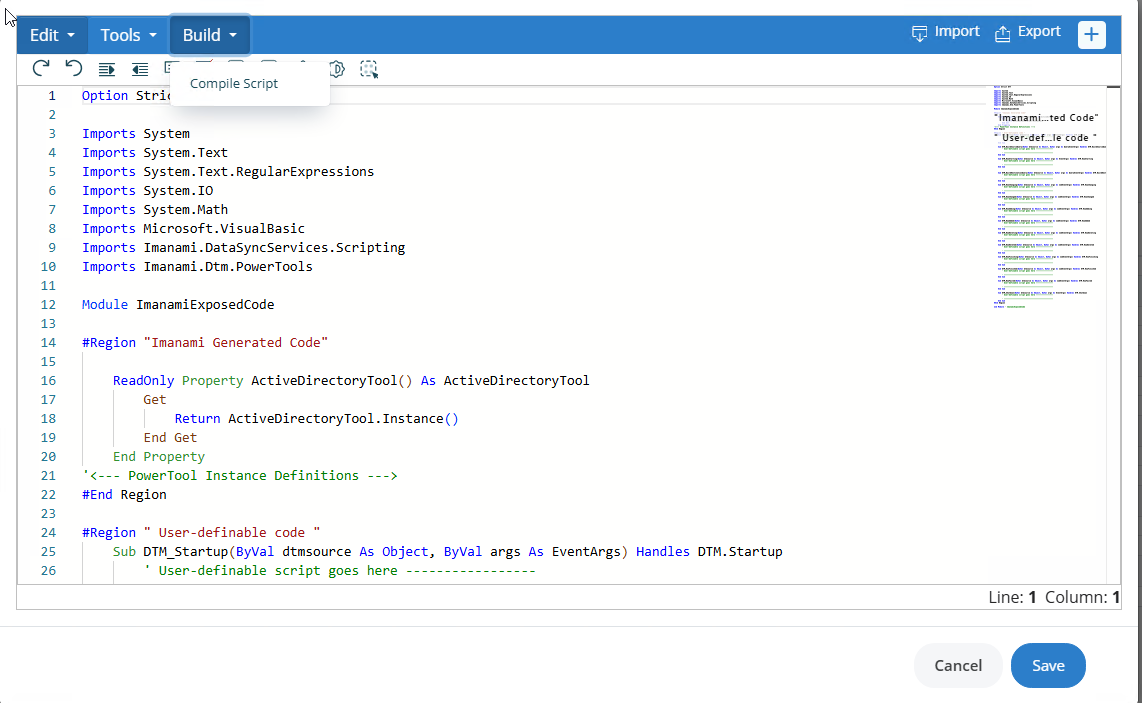 Edit Tools Build Import Export
Compile Script
1 Option Stric
2
3 Imports System
4 Imports System.Text
5 Imports System.Text.RegularExpressions
6 Imports System.IO
7 Imports System.Math
8 Imports Microsoft.VisualBasic
9 Imports Imanami.DataSyncServices.Scripting
10 Imports Imanami.Dtm.PowerTools
11
12 Module ImanamiExposedCode
13
14 #Region "Imanami Generated Code"
15
16 ReadOnly Property ActiveDirectoryTool() As ActiveDirectoryTool
17 Get
18 Return ActiveDirectoryTool.Instance()
19 End Get
20 End Property
21 '<--- PowerTool Instance Definitions --->
22 #End Region
23
24 #Region " User-definable code "
25 Sub DTM_Startup(ByVal dtmsource As Object, ByVal args As EventArgs) Handles DTM.Startup
26 ' User-definable script goes here -----------------
"Imanami…ted Code"
" User-def…le code "
Line: 1 Column: 1
Cancel Save